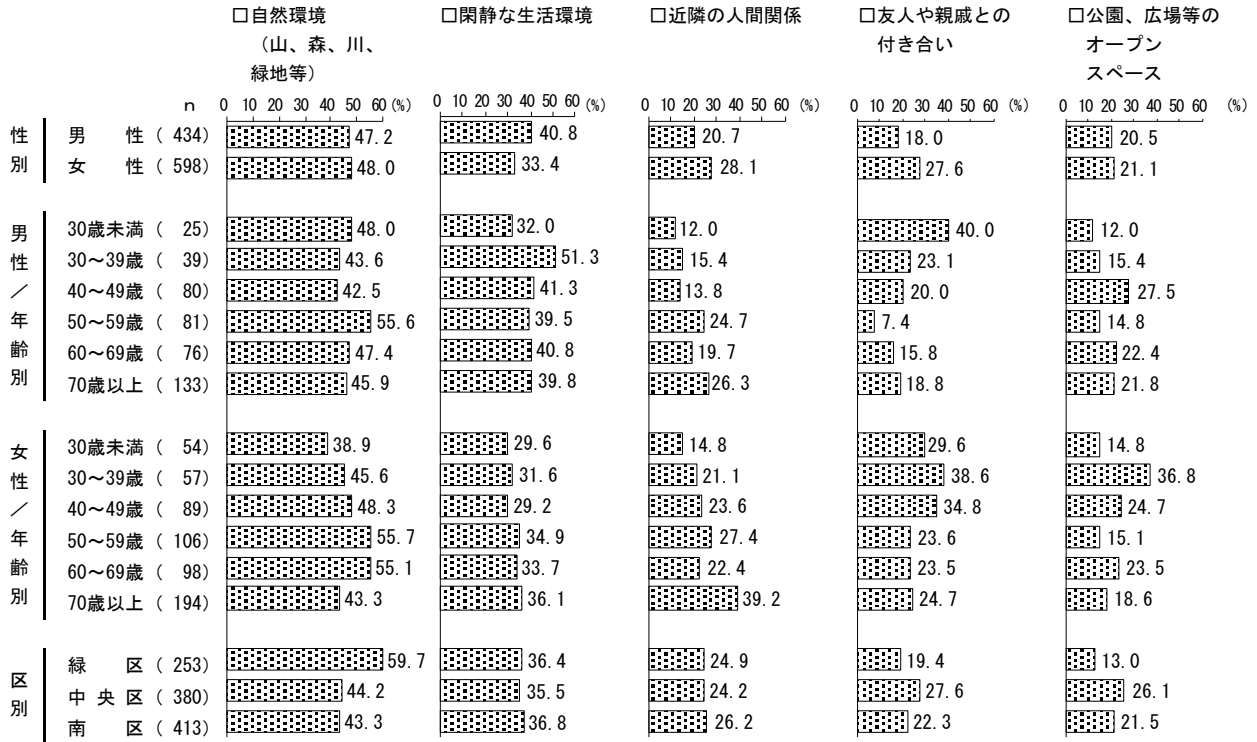 □自然環境 □閑静な生活環境 □近隣の人間関係 □友人や親戚との □公園、広場等の
（山、森、川、 付き合い オープン
緑地等） スペース
n 0 10 20 30 40 50 60(%) 0 10 20 30 40 50 60(%) 0 10 20 30 40 50 60 (%) 0 10 20 30 40 50 60 (%) 0 10 20 30 40 50 60 (%)
性別
男 性 ( 434) 47.2 40.8 20.7 18.0 20.5
女 性 ( 598) 48.0 33.4 28.1 27.6 21.1
男性／年齢別
30歳未満 ( 25) 48.0 32.0 12.0 40.0 12.0
30～39歳 ( 39) 43.6 51.3 15.4 23.1 15.4
40～49歳 ( 80) 42.5 41.3 13.8 20.0 27.5
50～59歳 ( 81) 55.6 39.5 24.7 7.4 14.8
60～69歳 ( 76) 47.4 40.8 19.7 15.8 22.4
70歳以上 ( 133) 45.9 39.8 26.3 18.8 21.8
女性／年齢別
30歳未満 ( 54) 38.9 29.6 14.8 29.6 14.8
30～39歳 ( 57) 45.6 31.6 21.1 38.6 36.8
40～49歳 ( 89) 48.3 29.2 23.6 34.8 24.7
50～59歳 ( 106) 55.7 34.9 27.4 23.6 15.1
60～69歳 ( 98) 55.1 33.7 22.4 23.5 23.5
70歳以上 ( 194) 43.3 36.1 39.2 24.7 18.6
区別
緑 区 ( 253) 59.7 36.4 24.9 19.4 13.0
中 央 区 ( 380) 44.2 35.5 24.2 27.6 26.1
南 区 ( 413) 43.3 36.8 26.2 22.3 21.5